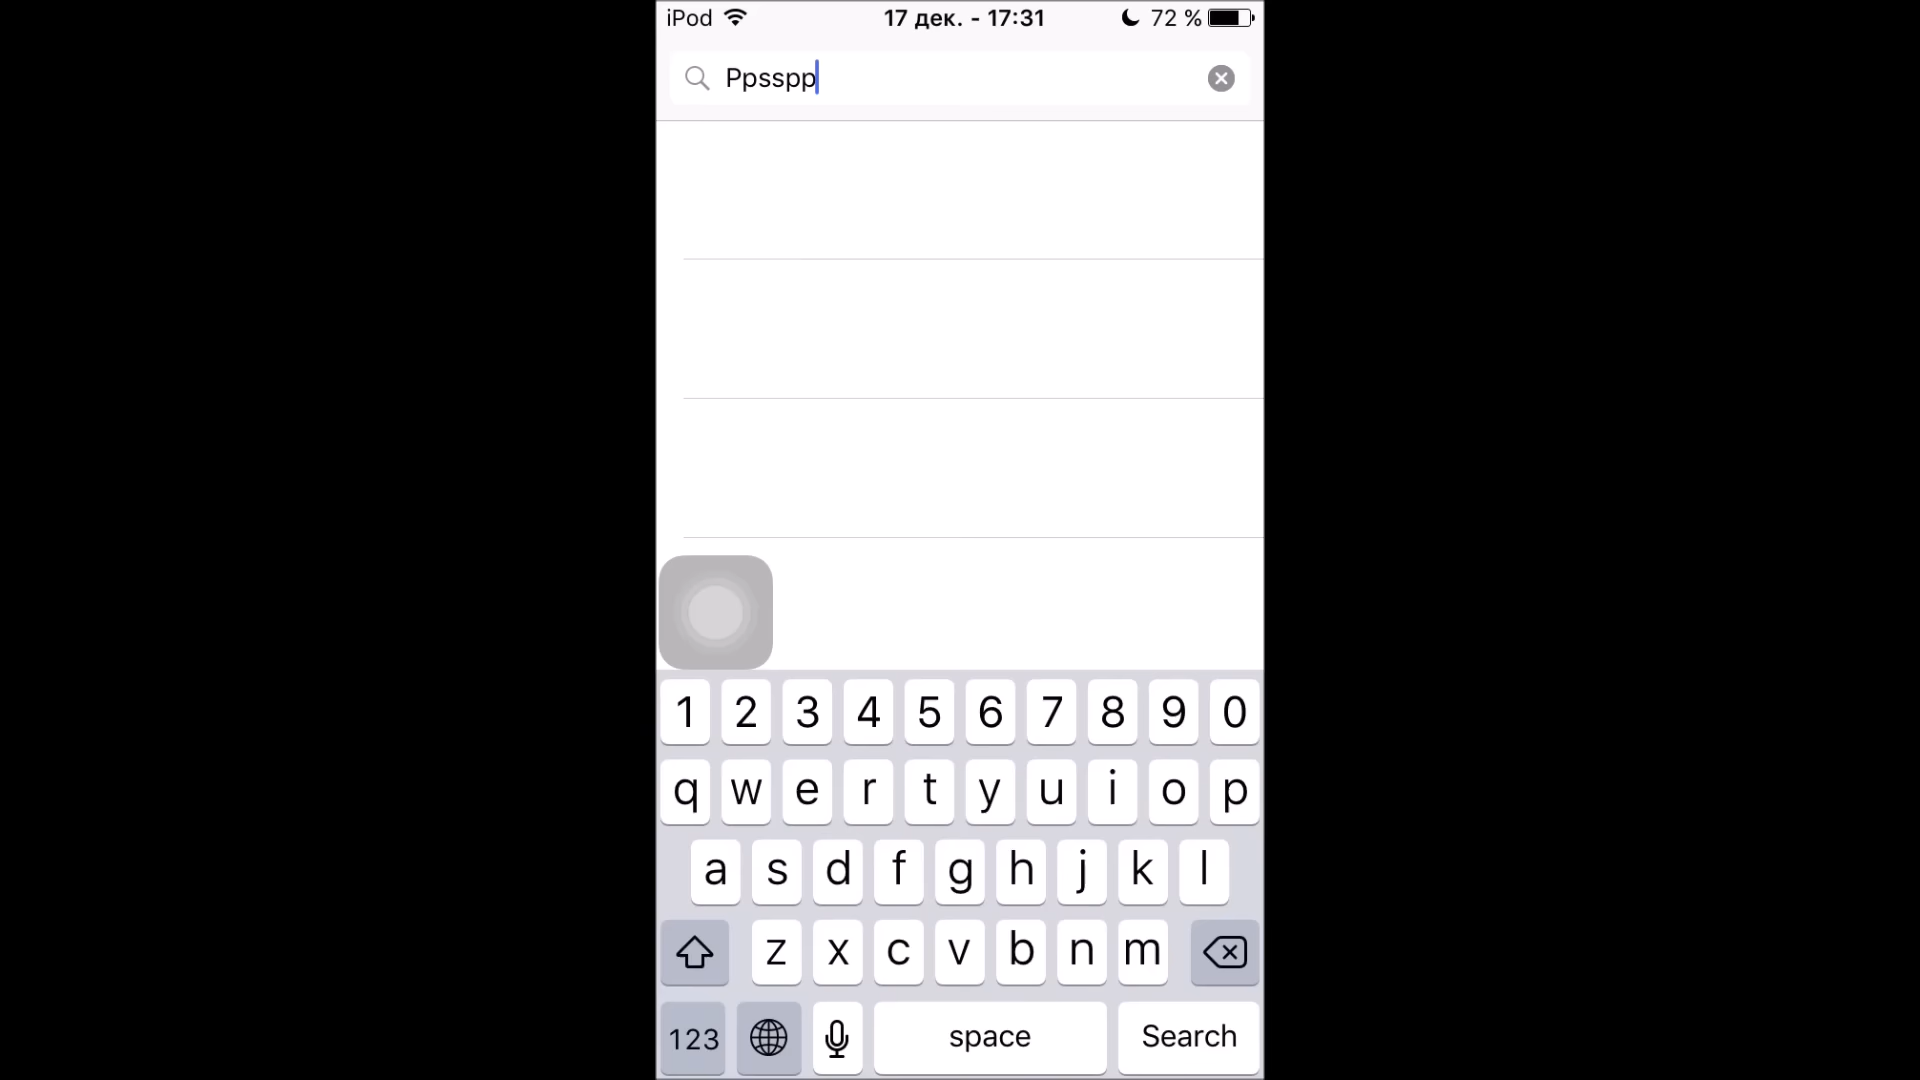 iPod 17 дек. - 17:31 72 %
Ppsspp
1 2 3 4 5 6 7 8 9 0
q w e r t y u i o p
a s d f g h j k l
z x c v b n m
123 space Search